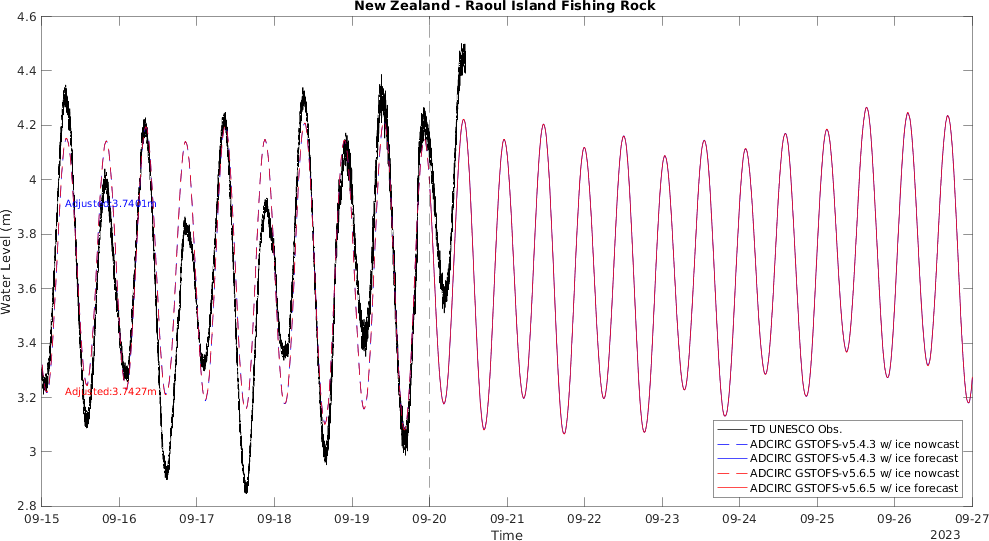 New Zealand - Raoul Island Fishing Rock
4.6
4.4
4.2
4
3.8
3.6
3.4
3.2
3
2.8
Water Level (m)
Adjusted:3.7401m
Adjusted:3.7427m
TD UNESCO Obs.
ADCIRC GSTOFS-v5.4.3 w/ ice nowcast
ADCIRC GSTOFS-v5.4.3 w/ ice forecast
ADCIRC GSTOFS-v5.6.5 w/ ice nowcast
ADCIRC GSTOFS-v5.6.5 w/ ice forecast
09-15 09-16 09-17 09-18 09-19 09-20 09-21 09-22 09-23 09-24 09-25 09-26 09-27
Time
2023